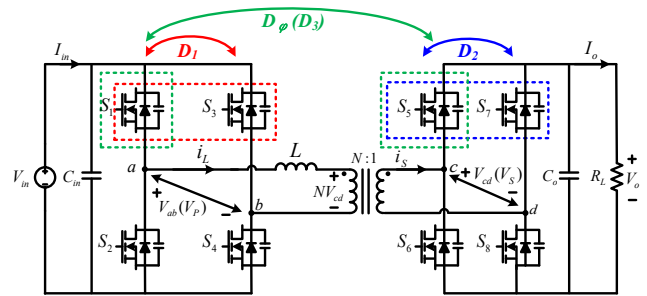 D_φ(D_3)
D_1
D_2
I_in
I_o
S_1
S_3
S_5
S_7
i_L
L
N:1
i_S
a
c
V_in
C_in
+
V_ab(V_P)
−
b
+
NV_cd
−
+
V_cd(V_S)
−
d
C_o
R_L
+
V_o
−
S_2
S_4
S_6
S_8